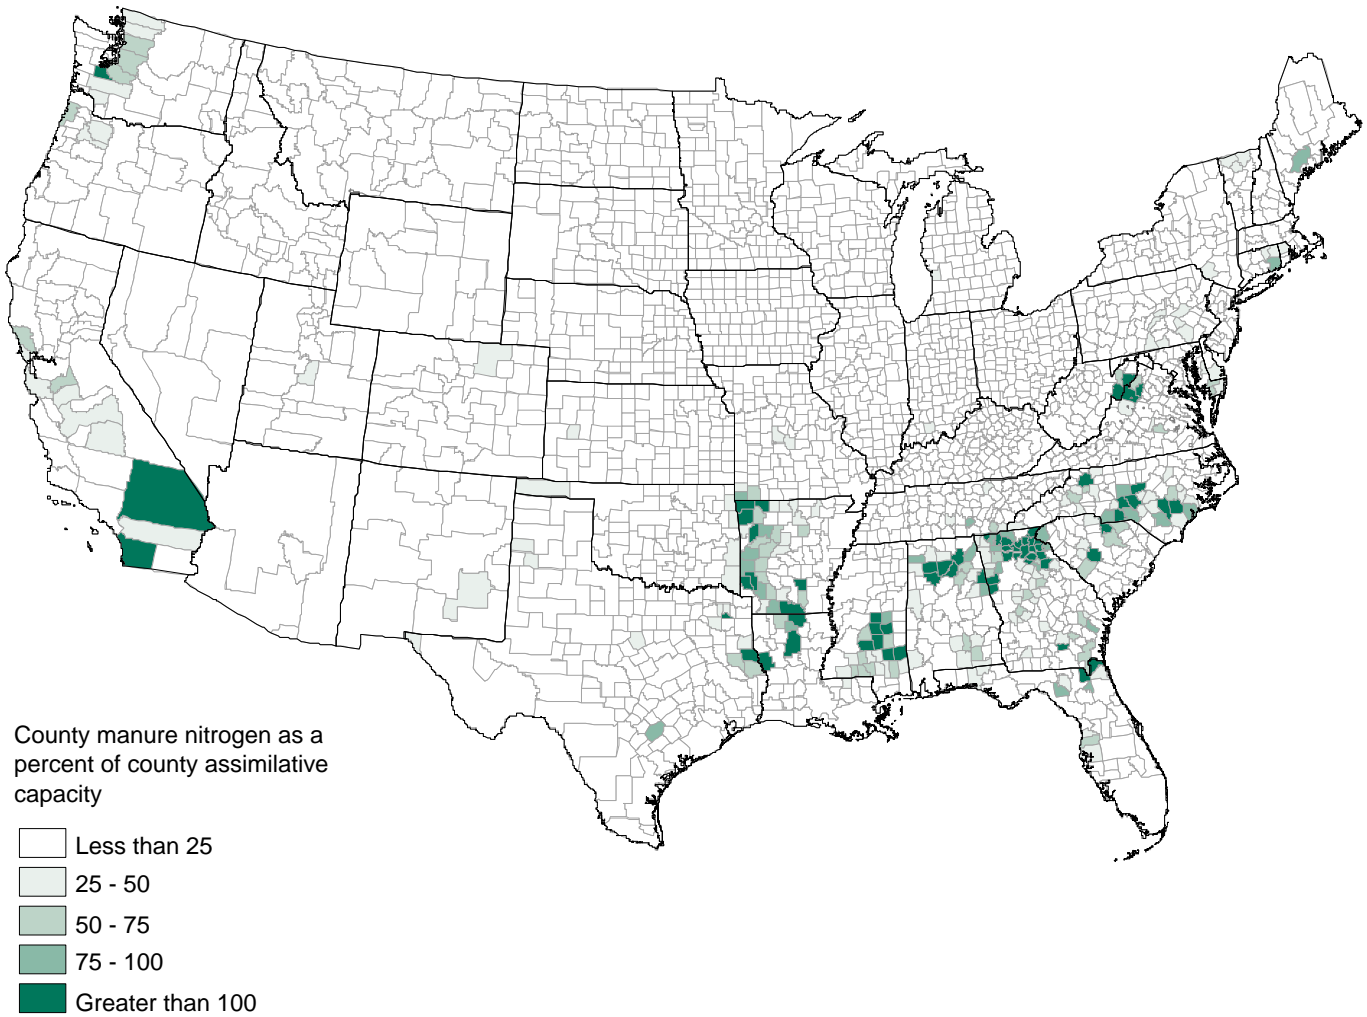 County manure nitrogen as a
percent of county assimilative
capacity
Less than 25
25 - 50
50 - 75
75 - 100
Greater than 100